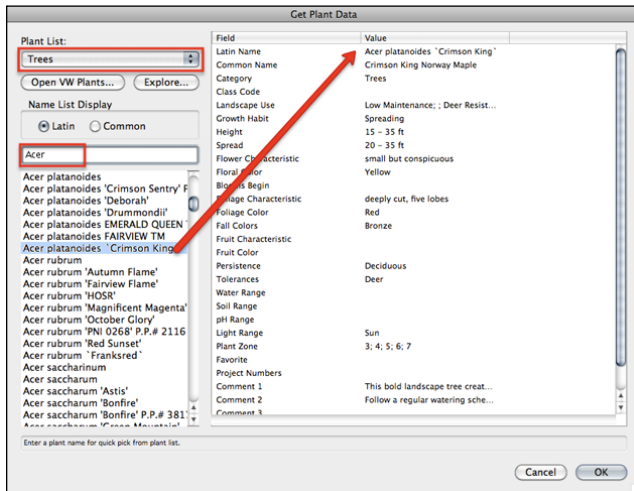 Get Plant Data
Plant List:
Trees
Open VW Plants...
Explore...
Name List Display
Latin
Common
Acer
Acer platanoides
Acer platanoides 'Crimson Sentry' F
Acer platanoides 'Deborah'
Acer platanoides 'Drummondii'
Acer platanoides EMERALD QUEEN
Acer platanoides FAIRVIEW TM
Acer platanoides `Crimson King
Acer rubrum
Acer rubrum 'Autumn Flame'
Acer rubrum 'Fairview Flame'
Acer rubrum 'HOSR'
Acer rubrum 'Magnificent Magenta'
Acer rubrum 'October Glory'
Acer rubrum 'PNI 0268' P.P.# 2116
Acer rubrum 'Red Sunset'
Acer rubrum `Franksred`
Acer saccharinum
Acer saccharum
Acer saccharum 'Astis'
Acer saccharum 'Bonfire'
Acer saccharum 'Bonfire' P.P.# 381
Acer saccharum 'Green Mountain'
Field Value
Latin Name Acer platanoides `Crimson King`
Common Name Crimson King Norway Maple
Category Trees
Class Code
Landscape Use Low Maintenance; ; Deer Resist...
Growth Habit Spreading
Height 15 - 35 ft
Spread 20 - 35 ft
Flower Characteristic small but conspicuous
Floral Color Yellow
Blooms Begin
Foliage Characteristic deeply cut, five lobes
Foliage Color Red
Fall Colors Bronze
Fruit Characteristic
Fruit Color
Persistence Deciduous
Tolerances Deer
Water Range
Soil Range
pH Range
Light Range Sun
Plant Zone 3; 4; 5; 6; 7
Favorite
Project Numbers
Comment 1 This bold landscape tree creat...
Comment 2 Follow a regular watering sche...
Comment 3
Enter a plant name for quick pick from plant list.
Cancel
OK